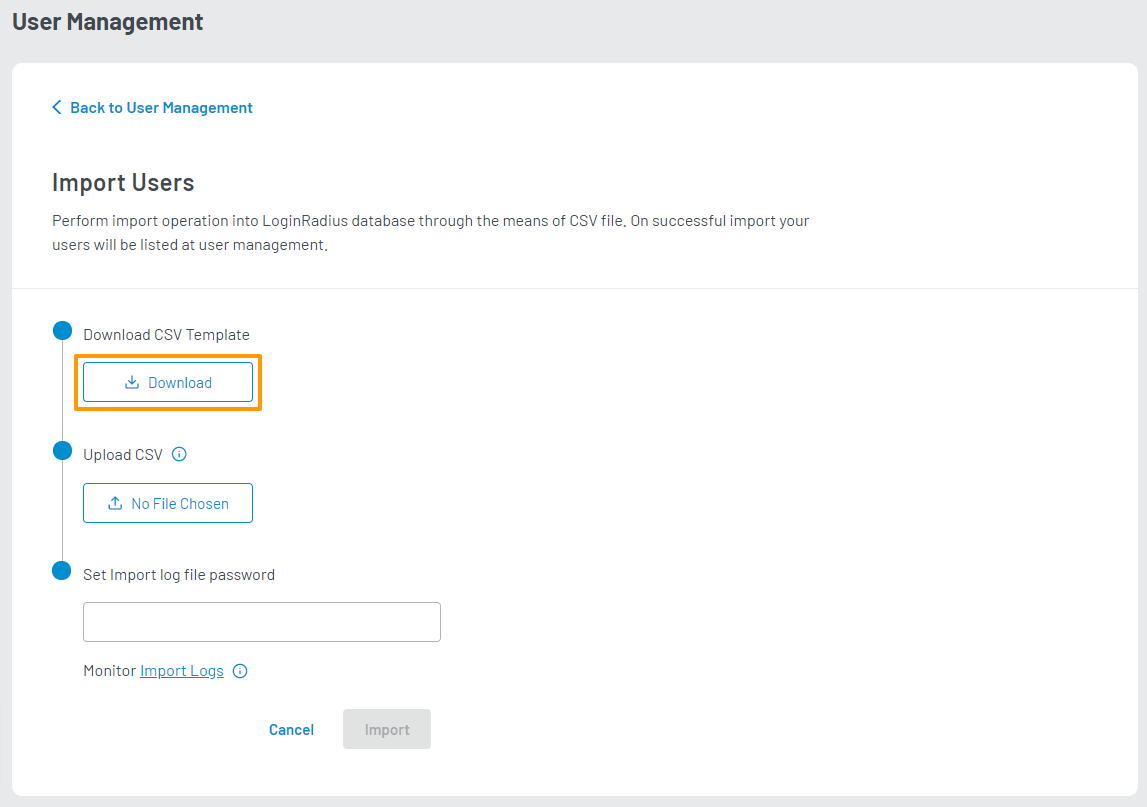 User Management
Back to User Management
Import Users
Perform import operation into LoginRadius database through the means of CSV file. On successful import your
users will be listed at user management.
Download CSV Template
Download
Upload CSV
No File Chosen
Set Import log file password
Monitor Import Logs
Cancel
Import